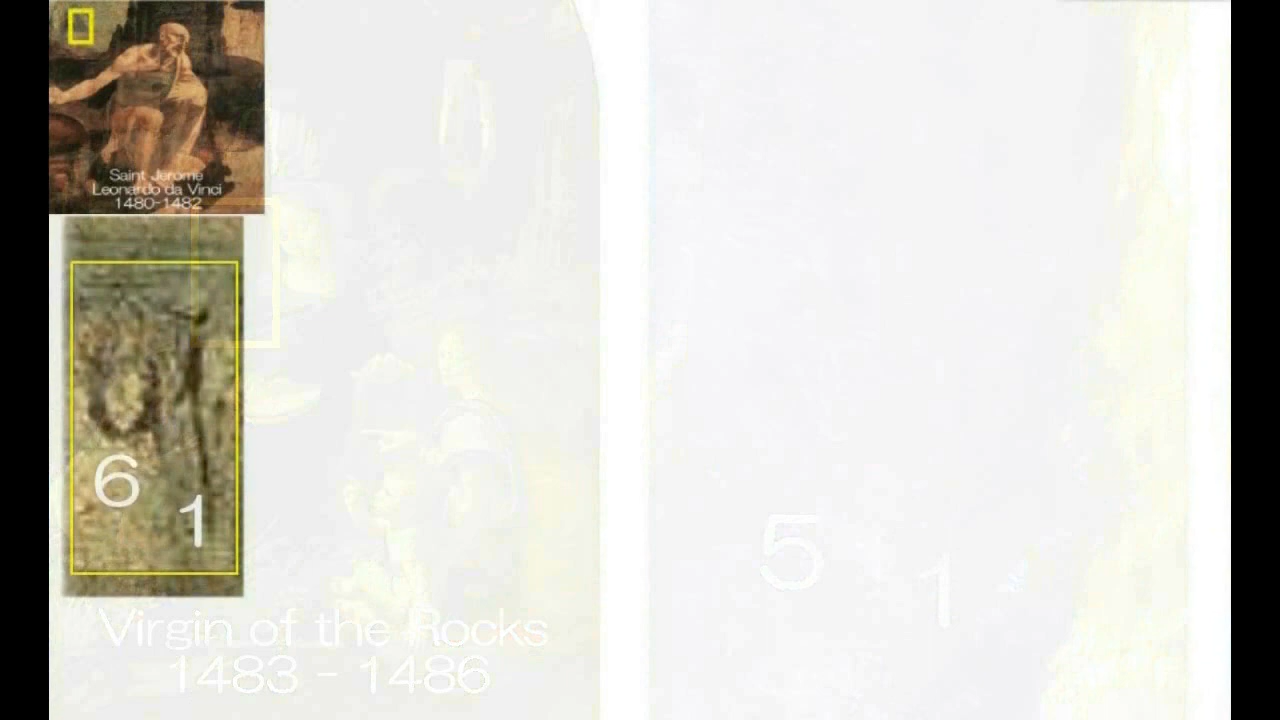 Saint Jerome
Leonardo da Vinci
1480-1482
6
1
5
1
Virgin of the Rocks
1483 - 1486